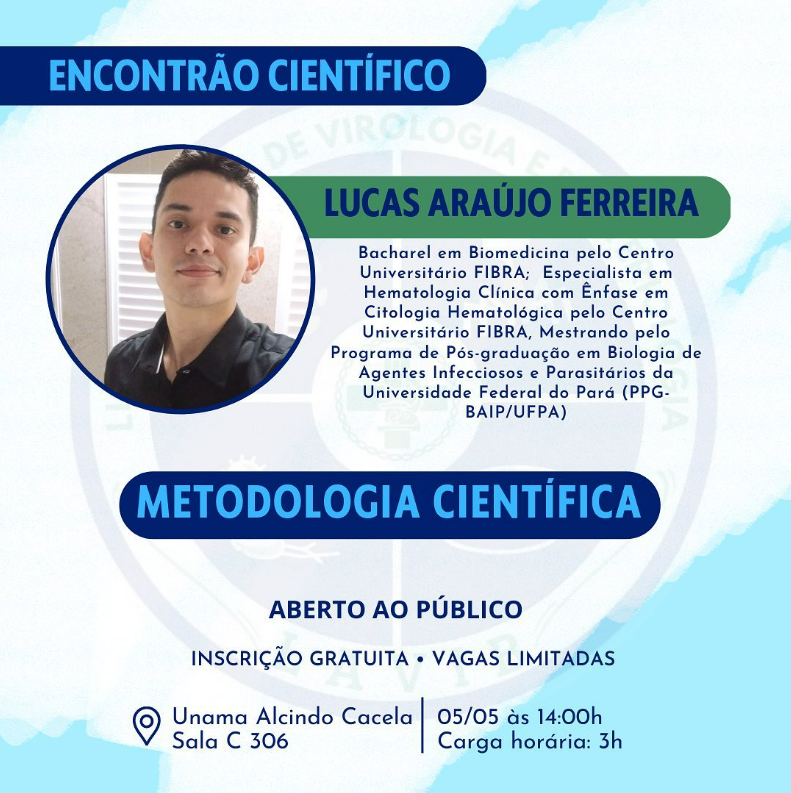 ENCONTRÃO CIENTÍFICO
DE VIROLOGIA E
LUCAS ARAÚJO FERREIRA
Bacharel em Biomedicina pelo Centro
Universitário FIBRA;  Especialista em
Hematologia Clínica com Ênfase em
Citologia Hematológica pelo Centro
Universitário FIBRA, Mestrando pelo
Programa de Pós-graduação em Biologia de
Agentes Infecciosos e Parasitários da
Universidade Federal do Pará (PPG-
BAIP/UFPA)
METODOLOGIA CIENTÍFICA
ABERTO AO PÚBLICO
INSCRIÇÃO GRATUITA • VAGAS LIMITADAS
Unama Alcindo Cacela
Sala C 306
05/05 às 14:00h
Carga horária: 3h